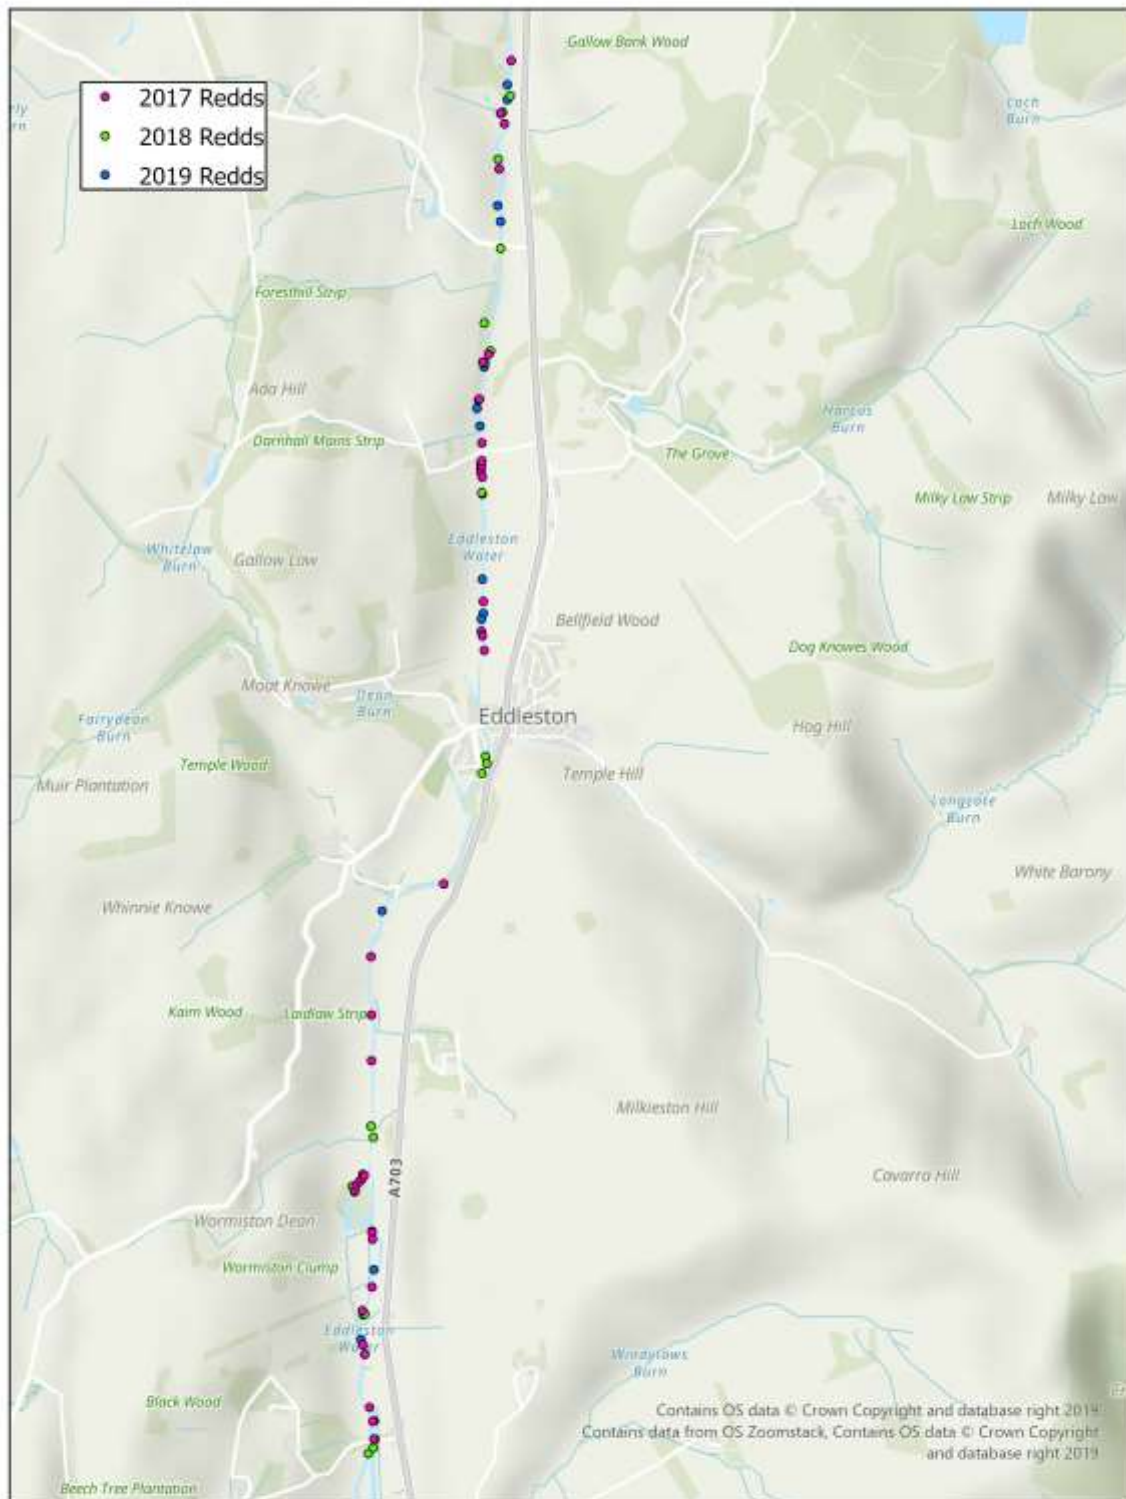 Gallow Bank Wood
2017 Redds
2018 Redds
2019 Redds
Loch
Burn
Loch Wood
Foresthill Strip
Ada Hill
Darnhall Mains Strip
Narcus
Burn
The Grove
Milky Law Strip
Milky Law
Eddleston
Water
Whitelaw
Burn
Gallow Law
Bellfield Wood
Dog Knowes Wood
Moat Knowe
Dean
Burn
Fairydean
Burn
Eddleston
Hog Hill
Temple Wood
Temple Hill
Muir Plantation
Longcote
Burn
White Barony
Whinnie Knowe
Kaim Wood
Laidlaw Strip
Milkieston Hill
A703
Cavarra Hill
Wormiston Dean
Wormiston Clump
Eddleston
Water
Windylaws
Burn
Black Wood
Contains OS data © Crown Copyright and database right 2019
Contains data from OS Zoomstack, Contains OS data © Crown Copyright
and database right 2019
Beech Tree Plantation